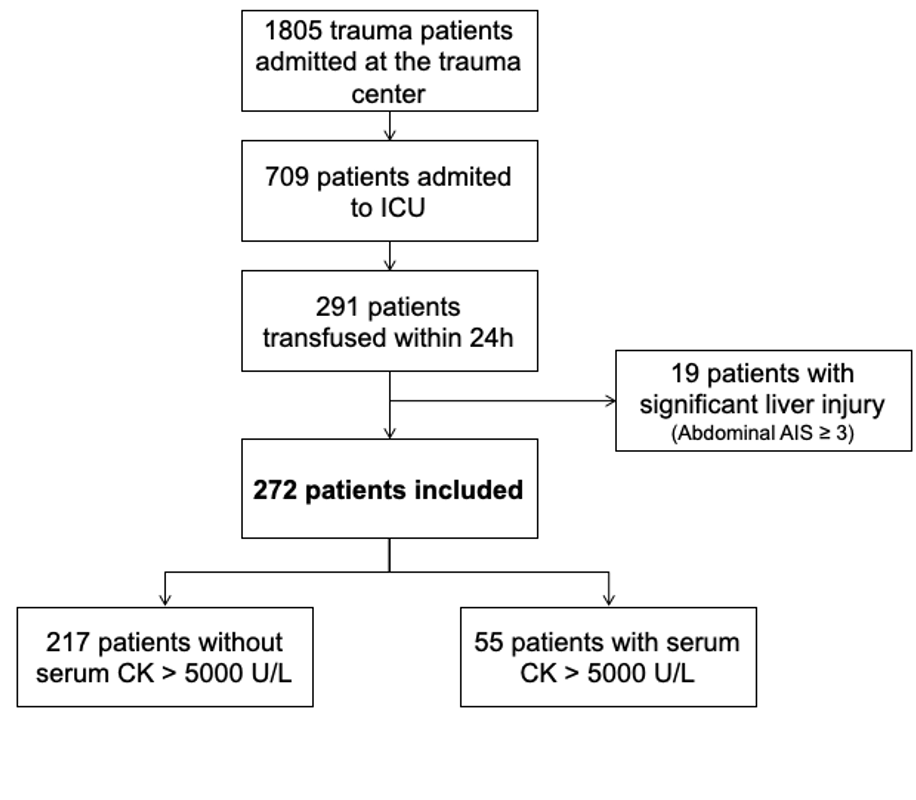 1805 trauma patients
admitted at the trauma
center
709 patients admited
to ICU
291 patients
transfused within 24h
19 patients with
significant liver injury
(Abdominal AIS ≥ 3)
272 patients included
217 patients without
serum CK > 5000 U/L
55 patients with serum
CK > 5000 U/L